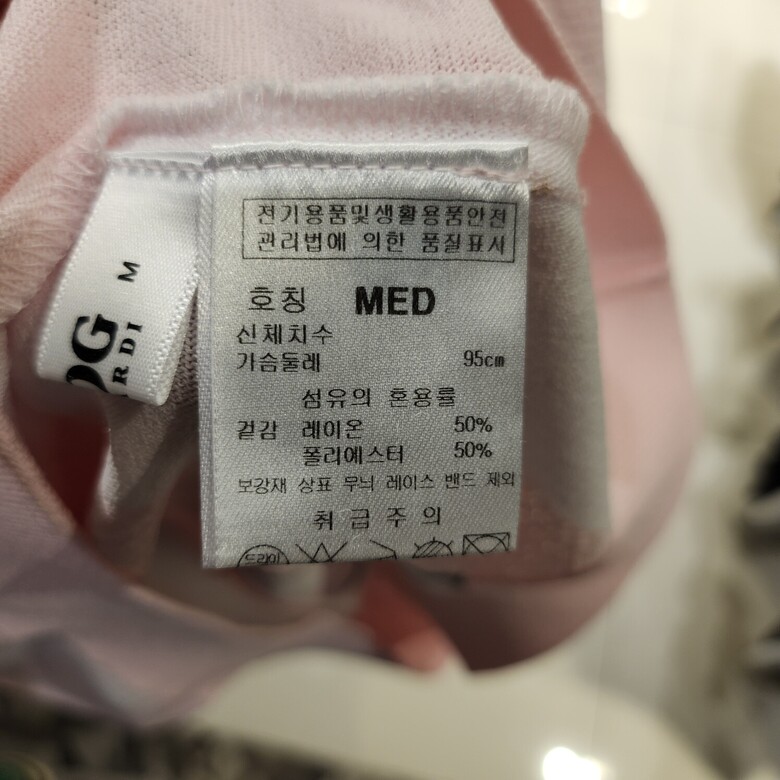 전기용품및생활용품안전
관리법에 의한 품질표시
호칭 MED
신체치수
가슴둘레 95cm
섬유의 혼용률
겉감 레이온 50%
폴리에스터 50%
보강재 상표 무늬 레이스 밴드 제외
취급주의
드라이
M